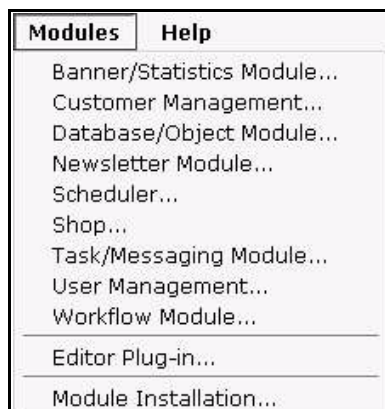 Modules Help
Banner/Statistics Module...
Customer Management...
Database/Object Module...
Newsletter Module...
Scheduler...
Shop...
Task/Messaging Module...
User Management...
Workflow Module...
Editor Plug-in...
Module Installation...